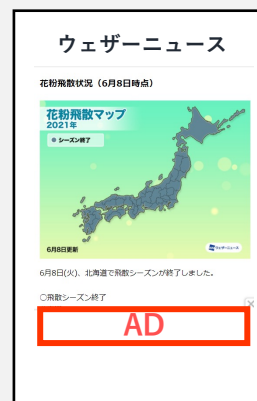 ウェザーニュース
花粉飛散状況（6月8日時点）
花粉飛散マップ
2021年
シーズン終了
6月8日更新
ウェザーニュース
6月8日(火)、北海道で飛散シーズンが終了しました。
○飛散シーズン終了
AD